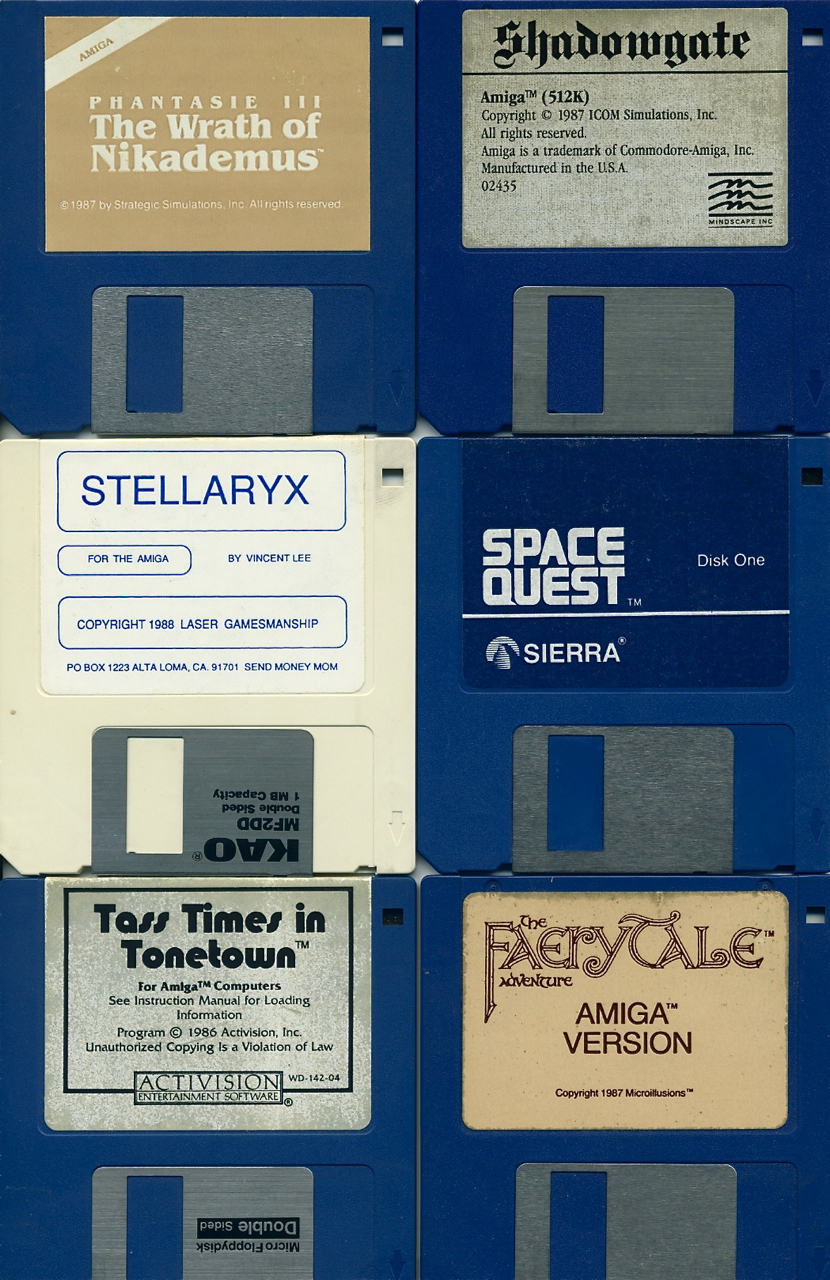 AMIGA
PHANTASIE III
The Wrath of
Nikademus™
©1987 by Strategic Simulations, Inc. All rights reserved.
Shadowgate
Amiga™ (512K)
Copyright © 1987 ICOM Simulations, Inc.
All rights reserved.
Amiga is a trademark of Commodore-Amiga, Inc.
Manufactured in the U.S.A.
02435
MINDSCAPE INC
STELLARYX
FOR THE AMIGA BY VINCENT LEE
COPYRIGHT 1988 LASER GAMESMANSHIP
PO BOX 1223 ALTA LOMA, CA. 91701 SEND MONEY MOM
KAO®
MF2DD
Double Sided
1 MB Capacity
SPACE
QUEST™
Disk One
SIERRA®
Tass Times in
Tonetown™
For Amiga™ Computers
See Instruction Manual for Loading
Information
Program © 1986 Activision, Inc.
Unauthorized Copying Is a Violation of Law
WD-142-04
ACTIVISION
ENTERTAINMENT SOFTWARE®
Micro Floppydisk
Double Sided
The
FAERY TALE™
ADVENTURE
AMIGA™
VERSION
Copyright 1987 Microillusions™